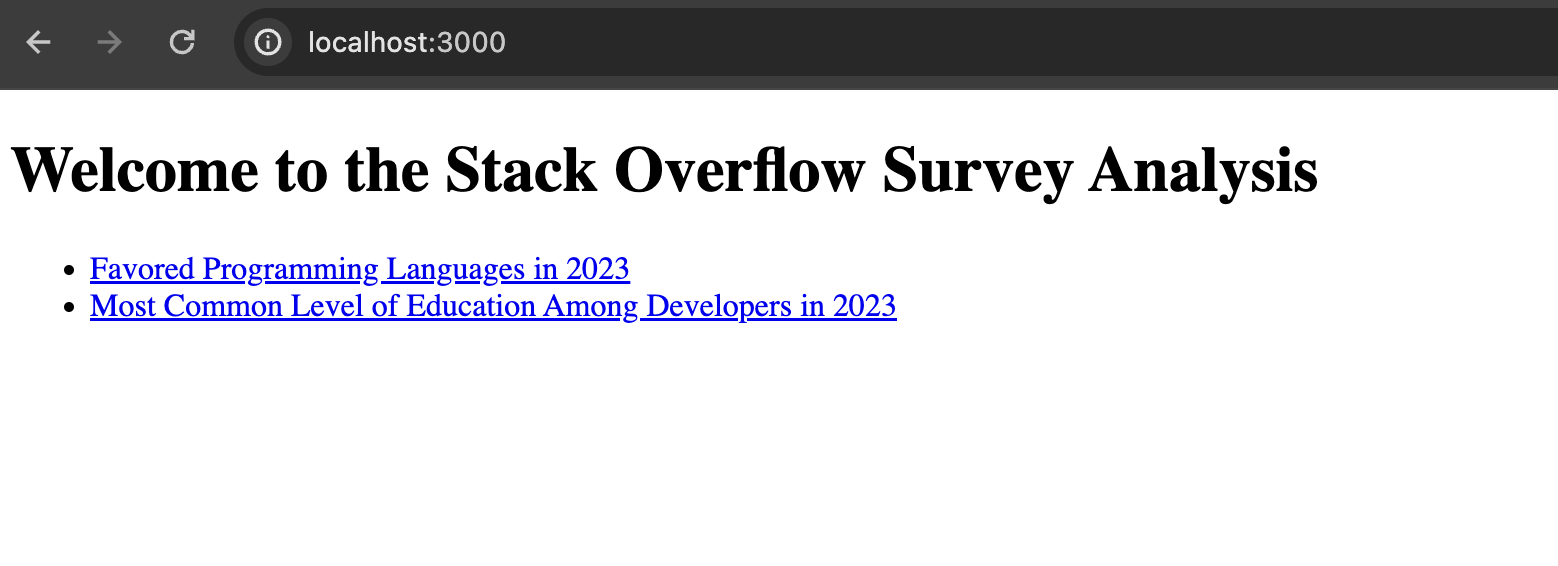 localhost:3000
Welcome to the Stack Overflow Survey Analysis
Favored Programming Languages in 2023
Most Common Level of Education Among Developers in 2023